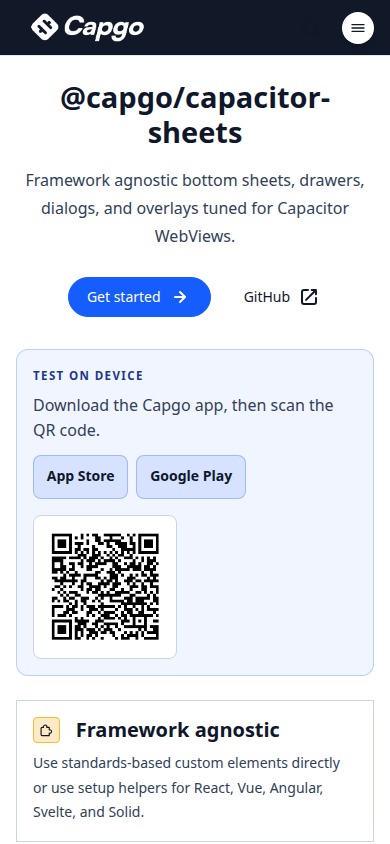 Capgo
@capgo/capacitor-
sheets
Framework agnostic bottom sheets, drawers,
dialogs, and overlays tuned for Capacitor
WebViews.
Get started
GitHub
TEST ON DEVICE
Download the Capgo app, then scan the
QR code.
App Store
Google Play
Framework agnostic
Use standards-based custom elements directly
or use setup helpers for React, Vue, Angular,
Svelte, and Solid.